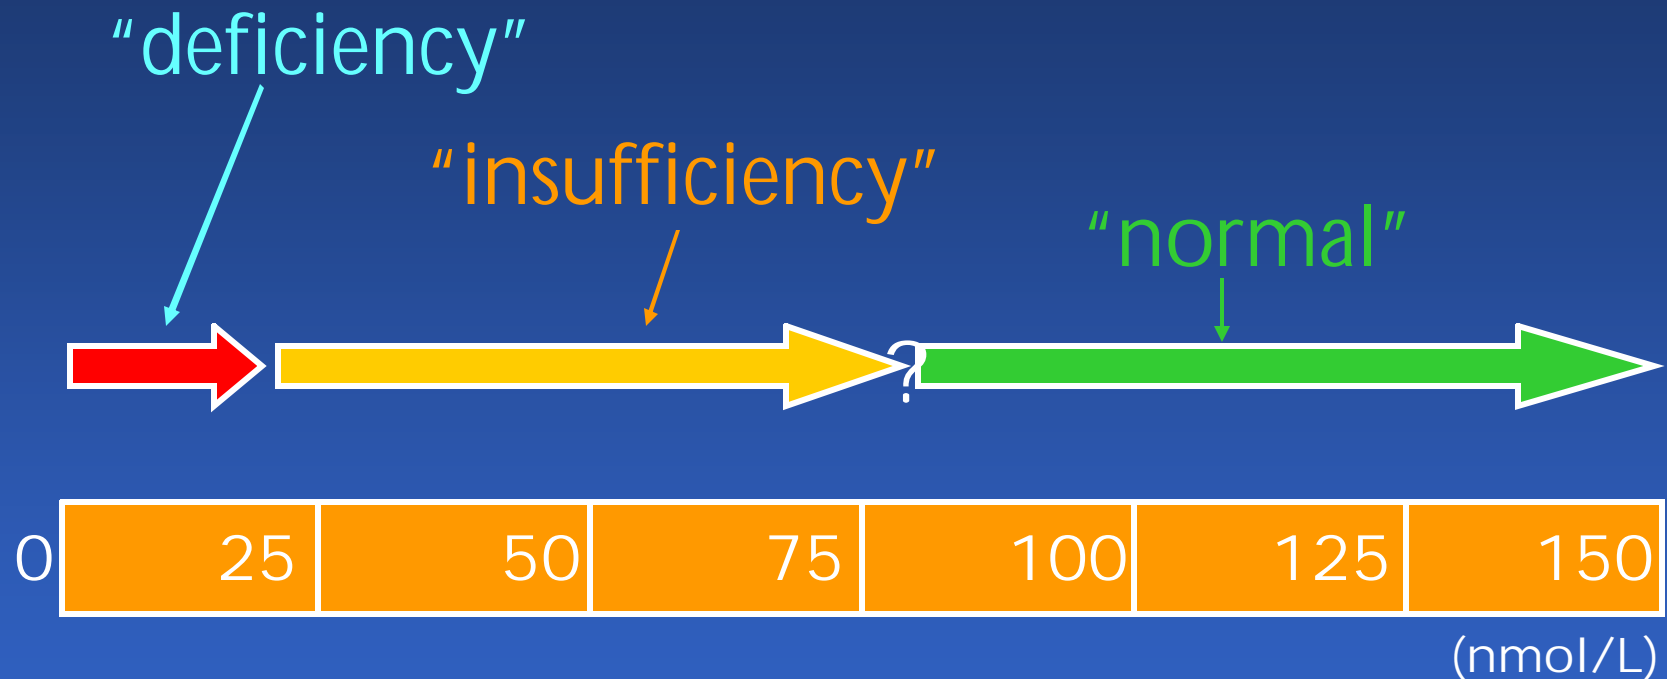 “deficiency”
“insufficiency”
“normal”
?
0 25 50 75 100 125 150
(nmol/L)